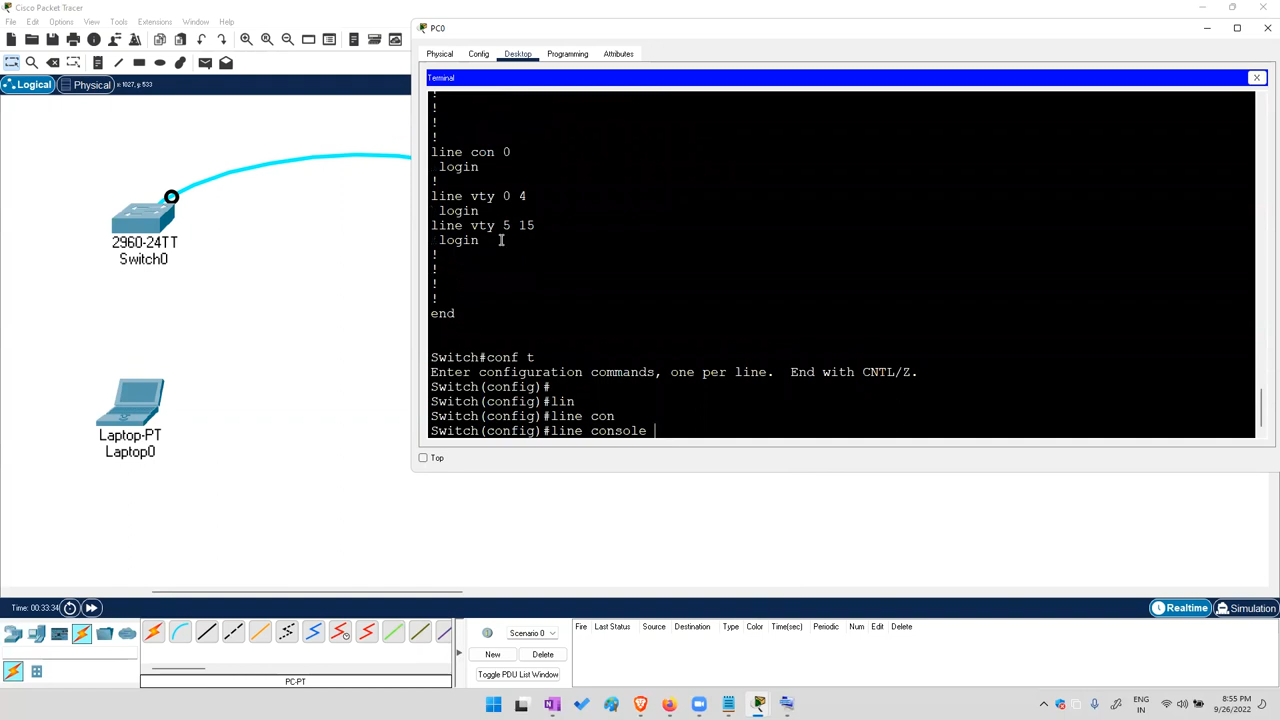 Cisco Packet Tracer
File Edit Options View Tools Extensions Window Help
Logical Physical x: 1027, y: 533
PC0
Physical Config Desktop Programming Attributes
Terminal X
!
!
!
!
line con 0
login
!
line vty 0 4
login
line vty 5 15
login
!
!
!
!
end
Switch#conf t
Enter configuration commands, one per line. End with CNTL/Z.
Switch(config)#
Switch(config)#lin
Switch(config)#line con
Switch(config)#line console
Top
2960-24TT
Switch0
Laptop-PT
Laptop0
Time: 00:33:34
Realtime Simulation
Scenario 0
New Delete
Toggle PDU List Window
Fire Last Status Source Destination Type Color Time(sec) Periodic Num Edit Delete
PC-PT
ENG
IN
8:55 PM
9/26/2022